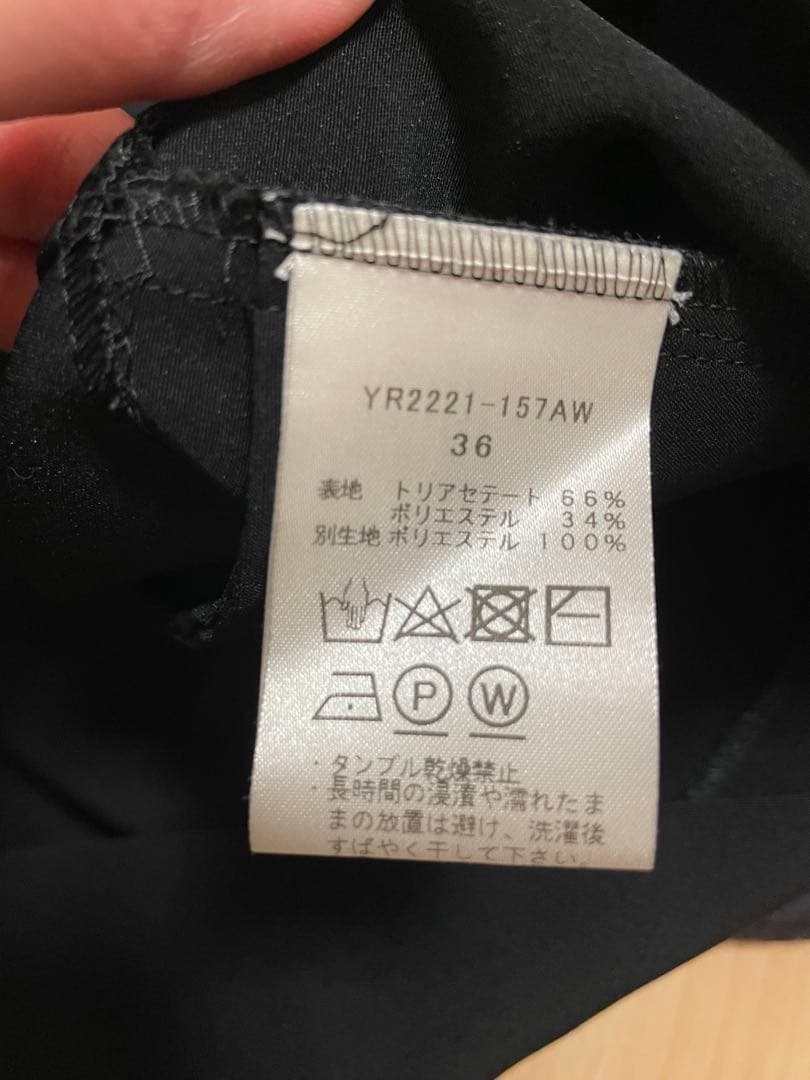 YR2221-157AW
36
表地 トリアセテート 66%
ポリエステル 34%
別生地 ポリエステル 100%
P W
・タンブル乾燥禁止
・長時間の浸漬や濡れたま
まの放置は避け、洗濯後
すばやく干して下さい。